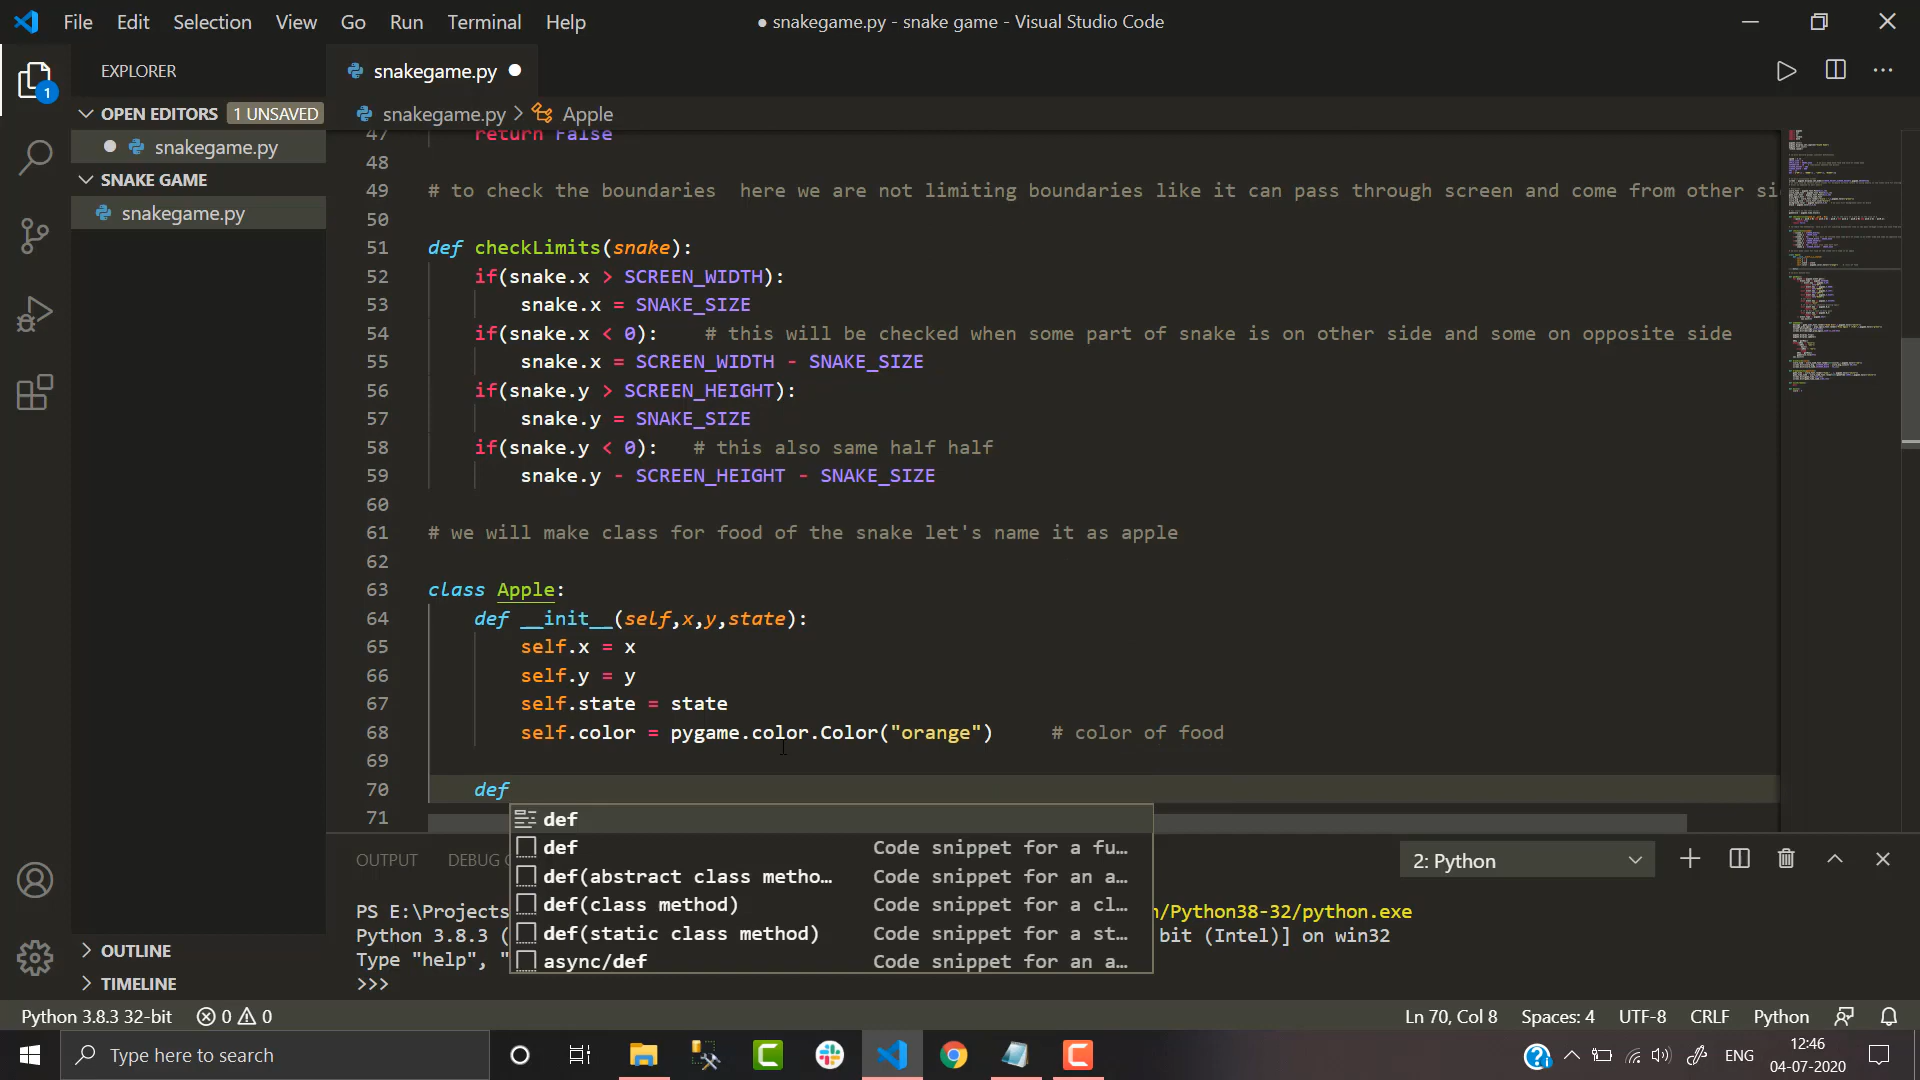 File Edit Selection View Go Run Terminal Help
● snakegame.py - snake game - Visual Studio Code
EXPLORER
OPEN EDITORS 1 UNSAVED
snakegame.py
SNAKE GAME
snakegame.py
OUTLINE
TIMELINE
1
snakegame.py
snakegame.py > Apple
47 return False
48
49 # to check the boundaries  here we are not limiting boundaries like it can pass through screen and come from other si
50
51 def checkLimits(snake):
52 if(snake.x > SCREEN_WIDTH):
53 snake.x = SNAKE_SIZE
54 if(snake.x < 0):    # this will be checked when some part of snake is on other side and some on opposite side
55 snake.x = SCREEN_WIDTH - SNAKE_SIZE
56 if(snake.y > SCREEN_HEIGHT):
57 snake.y = SNAKE_SIZE
58 if(snake.y < 0):   # this also same half half
59 snake.y - SCREEN_HEIGHT - SNAKE_SIZE
60
61 # we will make class for food of the snake let's name it as apple
62
63 class Apple:
64 def __init__(self,x,y,state):
65 self.x = x
66 self.y = y
67 self.state = state
68 self.color = pygame.color.Color("orange")     # color of food
69
70 def
71
def
def Code snippet for a fu…
def(abstract class metho… Code snippet for an a…
def(class method) Code snippet for a cl…
def(static class method) Code snippet for a st…
async/def Code snippet for an a…
OUTPUT DEBUG 2: Python
PS E:\Projects n/Python38-32/python.exe
Python 3.8.3 ( bit (Intel)] on win32
Type "help", "
>>>
Python 3.8.3 32-bit 0 0 Ln 70, Col 8 Spaces: 4 UTF-8 CRLF Python
Type here to search
ENG
12:46
04-07-2020